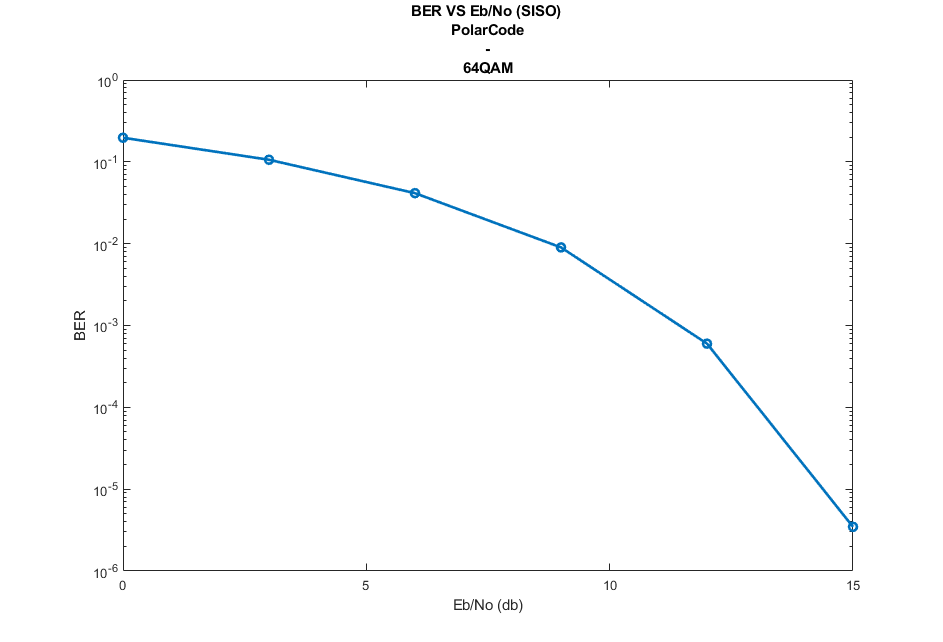 BER VS Eb/No (SISO)
PolarCode
-
64QAM
10^0
10^-1
10^-2
10^-3
10^-4
10^-5
10^-6
BER
0
5
10
15
Eb/No (db)